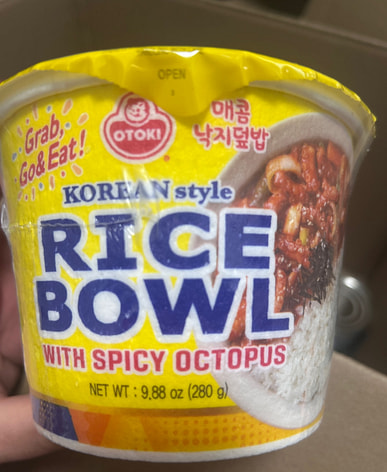 OPEN
Grab,
Go & Eat!
OTOKI
매콤
낙지덮밥
KOREAN style
RICE
BOWL
WITH SPICY OCTOPUS
NET WT : 9.88 oz (280 g)